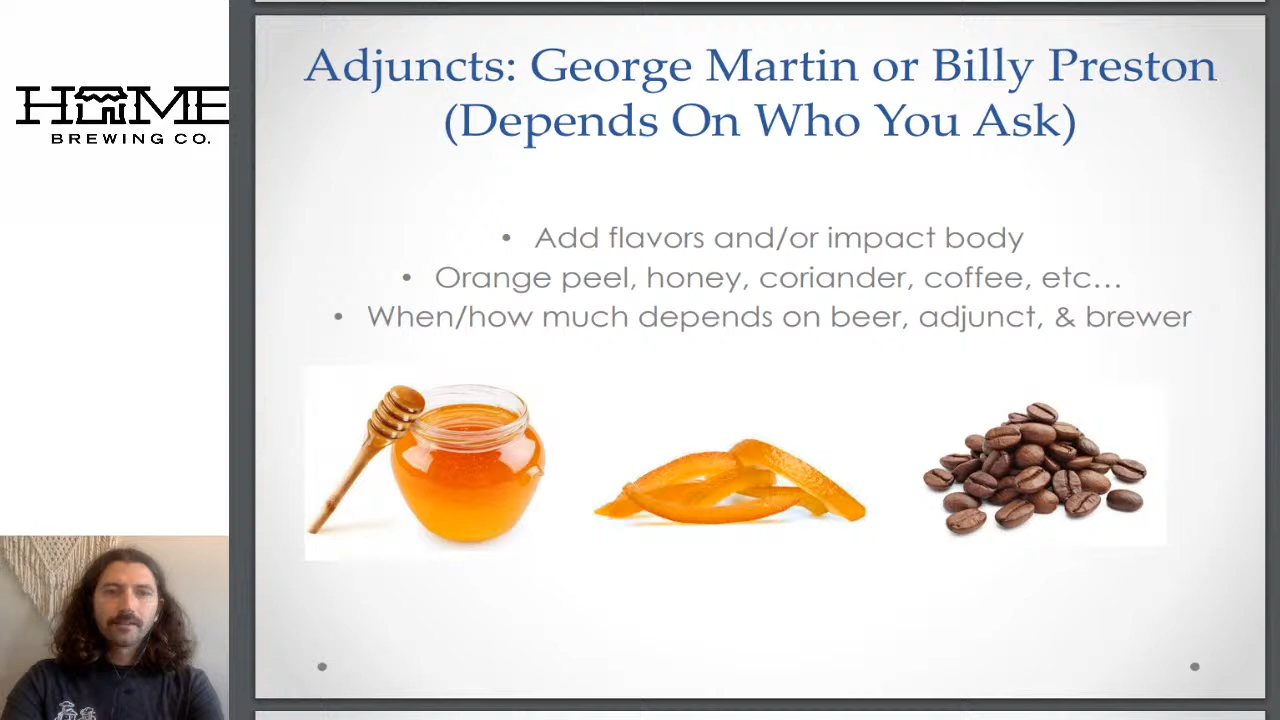 HOME
BREWING CO.
Adjuncts: George Martin or Billy Preston
(Depends On Who You Ask)
• Add flavors and/or impact body
• Orange peel, honey, coriander, coffee, etc…
• When/how much depends on beer, adjunct, & brewer